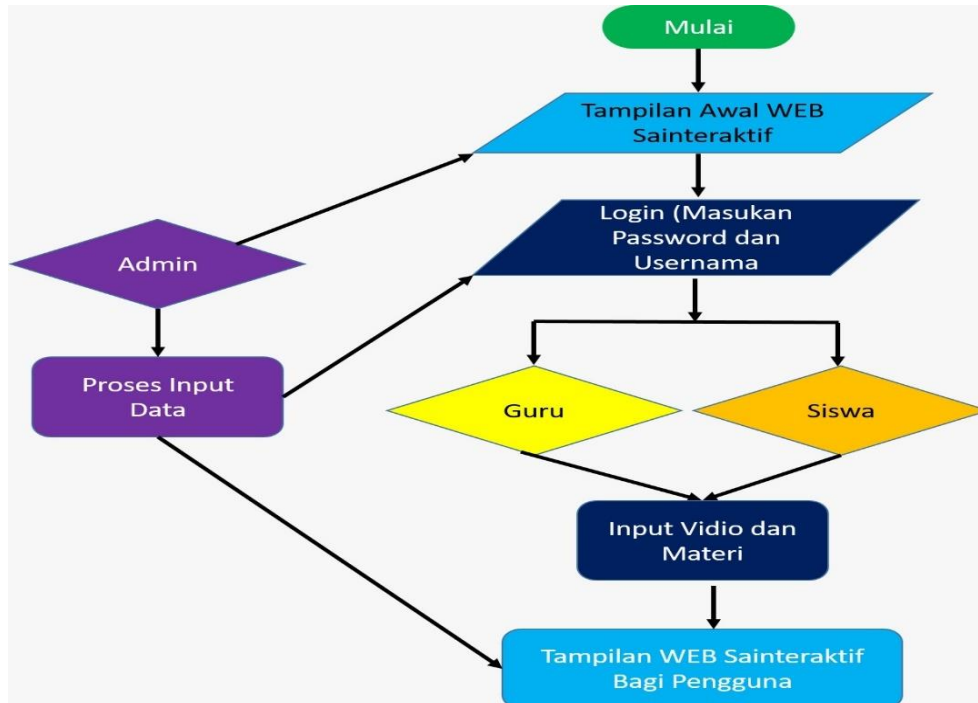 Mulai
Tampilan Awal WEB
Sainteraktif
Login (Masukan
Password dan
Usernama
Admin
Proses Input
Data
Guru
Siswa
Input Vidio dan
Materi
Tampilan WEB Sainteraktif
Bagi Pengguna